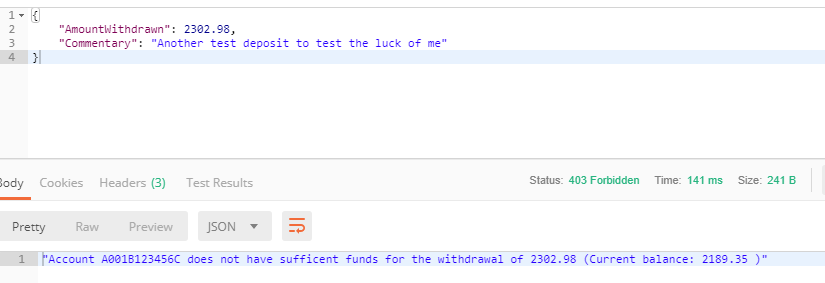 1 {
2 "AmountWithdrawn": 2302.98,
3 "Commentary": "Another test deposit to test the luck of me"
4 }
Body Cookies Headers (3) Test Results Status: 403 Forbidden Time: 141 ms Size: 241 B
Pretty Raw Preview JSON
1 "Account A001B123456C does not have sufficent funds for the withdrawal of 2302.98 (Current balance: 2189.35 )"